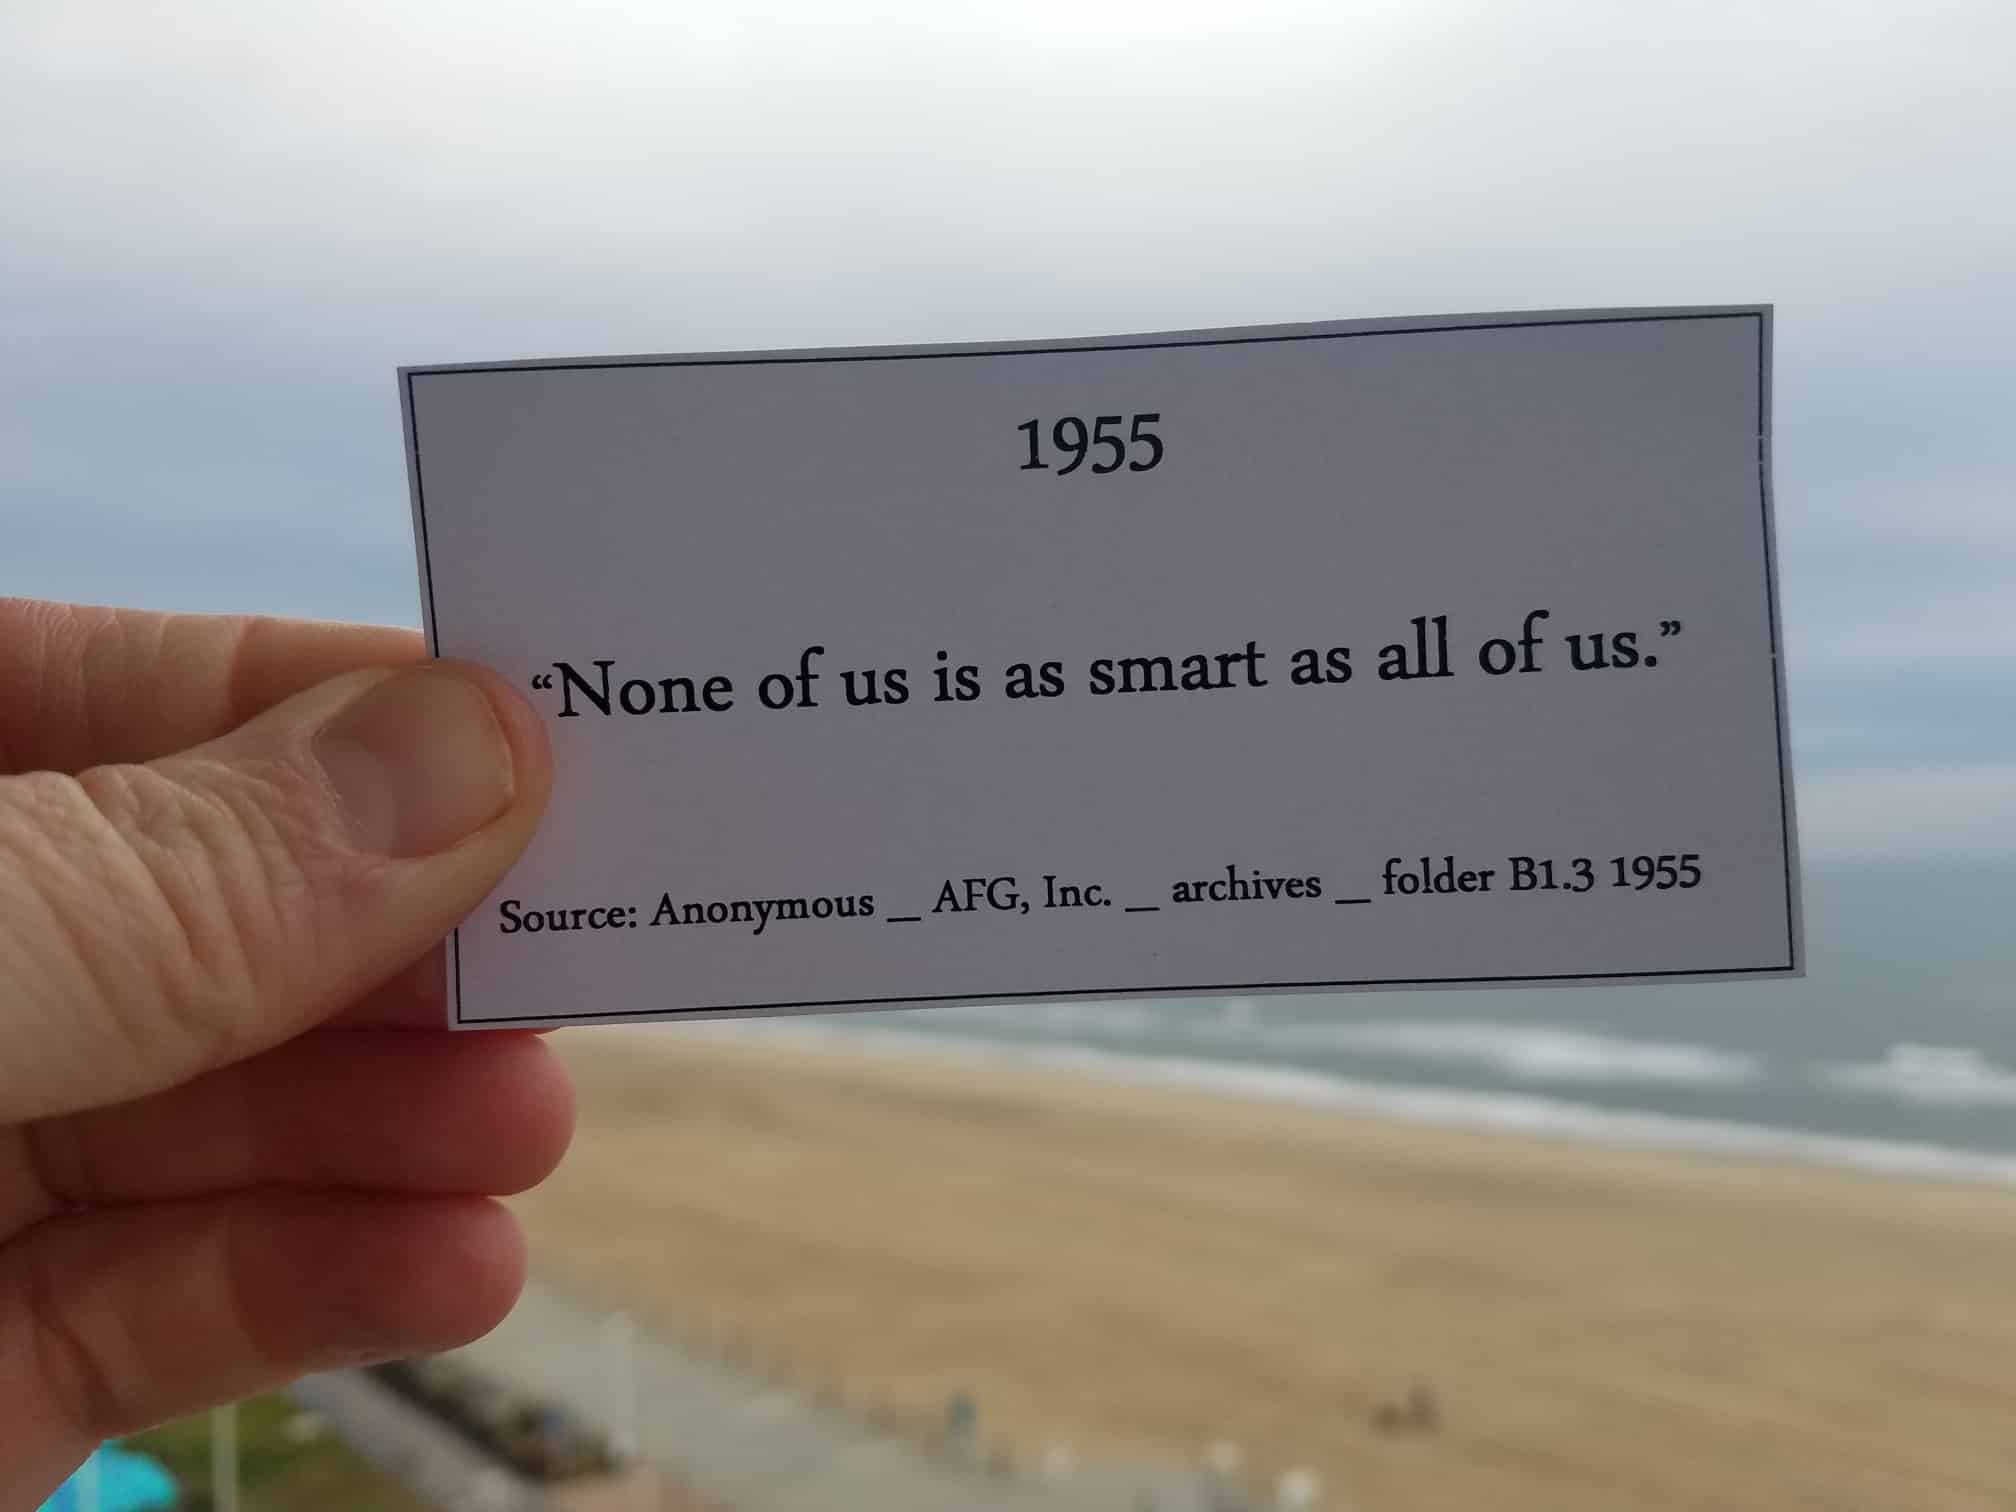 1955
“None of us is as smart as all of us.”
Source: Anonymous _ AFG, Inc. _ archives _ folder B1.3 1955